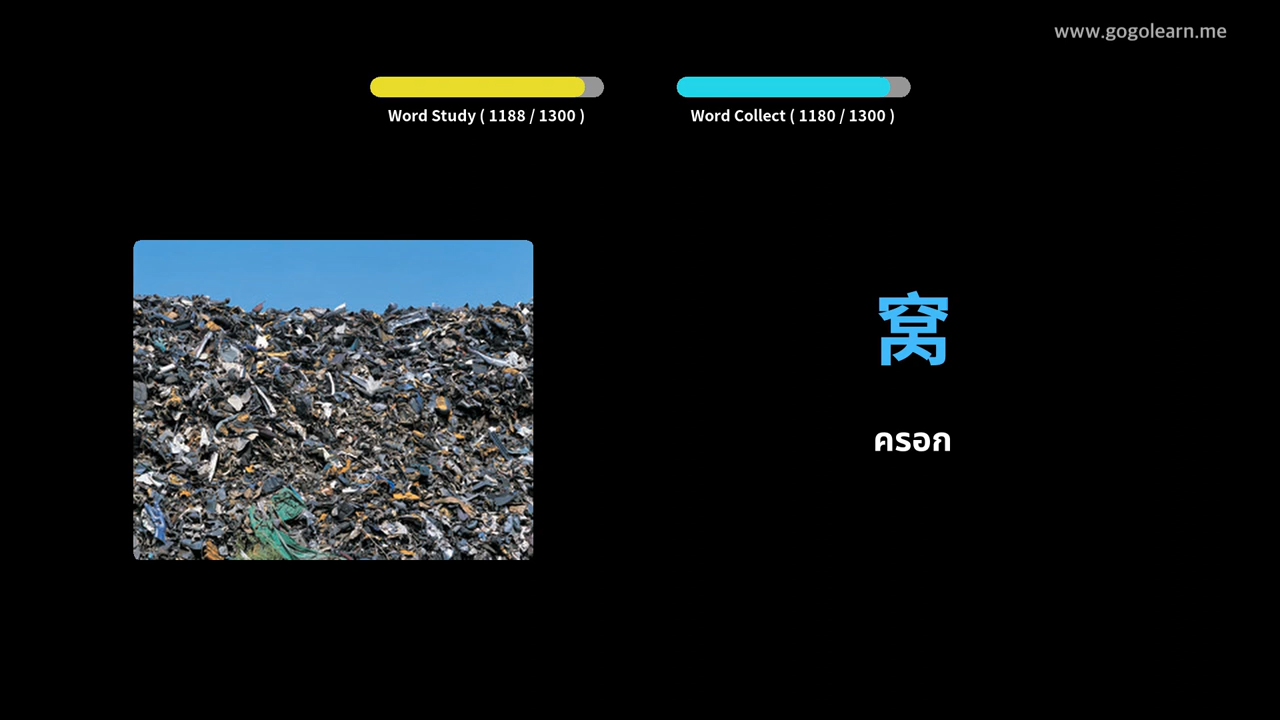 www.gogolearn.me
Word Study ( 1188 / 1300 )
Word Collect ( 1180 / 1300 )
窝
ครอก